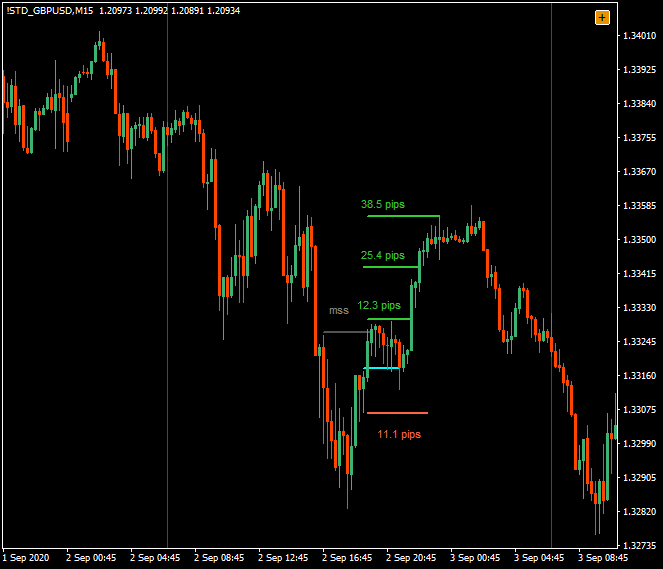 !STD_GBPUSD,M15 1.20973 1.20992 1.20891 1.20934
+
1.34010
1.33925
1.33840
1.33755
1.33670
38.5 pips
1.33585
1.33500
25.4 pips
1.33415
12.3 pips
mss
1.33330
1.33245
1.33160
1.33075
11.1 pips
1.32990
1.32905
1.32820
1.32735
1 Sep 2020
2 Sep 00:45
2 Sep 04:45
2 Sep 08:45
2 Sep 12:45
2 Sep 16:45
2 Sep 20:45
3 Sep 00:45
3 Sep 04:45
3 Sep 08:45